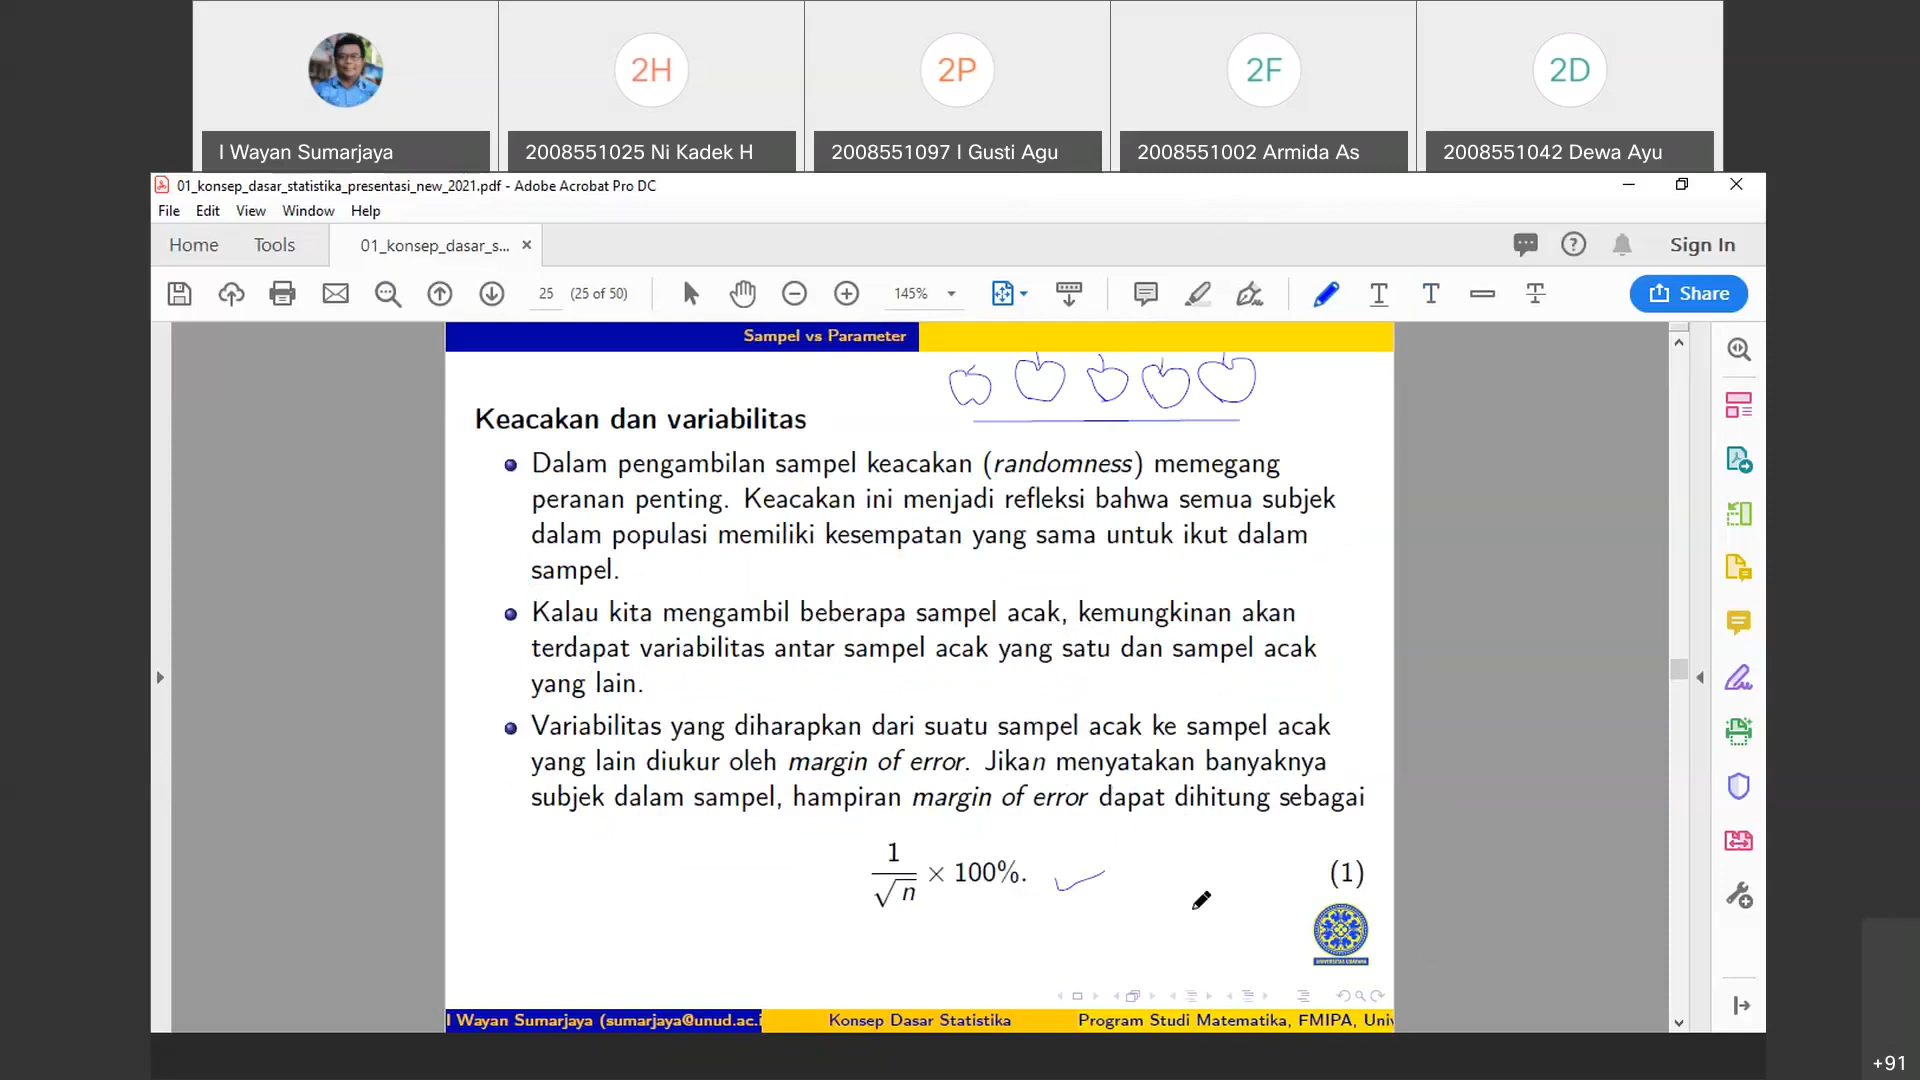 2H
2P
2F
2D
I Wayan Sumarjaya
2008551025 Ni Kadek H
2008551097 I Gusti Agu
2008551002 Armida As
2008551042 Dewa Ayu
01_konsep_dasar_statistika_presentasi_new_2021.pdf - Adobe Acrobat Pro DC
File Edit View Window Help
Home Tools 01_konsep_dasar_s... × Sign In
25 (25 of 50) 145% Share
Sampel vs Parameter
Keacakan dan variabilitas
Dalam pengambilan sampel keacakan (randomness) memegang
peranan penting. Keacakan ini menjadi refleksi bahwa semua subjek
dalam populasi memiliki kesempatan yang sama untuk ikut dalam
sampel.
Kalau kita mengambil beberapa sampel acak, kemungkinan akan
terdapat variabilitas antar sampel acak yang satu dan sampel acak
yang lain.
Variabilitas yang diharapkan dari suatu sampel acak ke sampel acak
yang lain diukur oleh margin of error. Jikan menyatakan banyaknya
subjek dalam sampel, hampiran margin of error dapat dihitung sebagai
1/√n × 100%. (1)
UNIVERSITAS UDAYANA
I Wayan Sumarjaya (sumarjaya@unud.ac.i Konsep Dasar Statistika Program Studi Matematika, FMIPA, Univ
+91